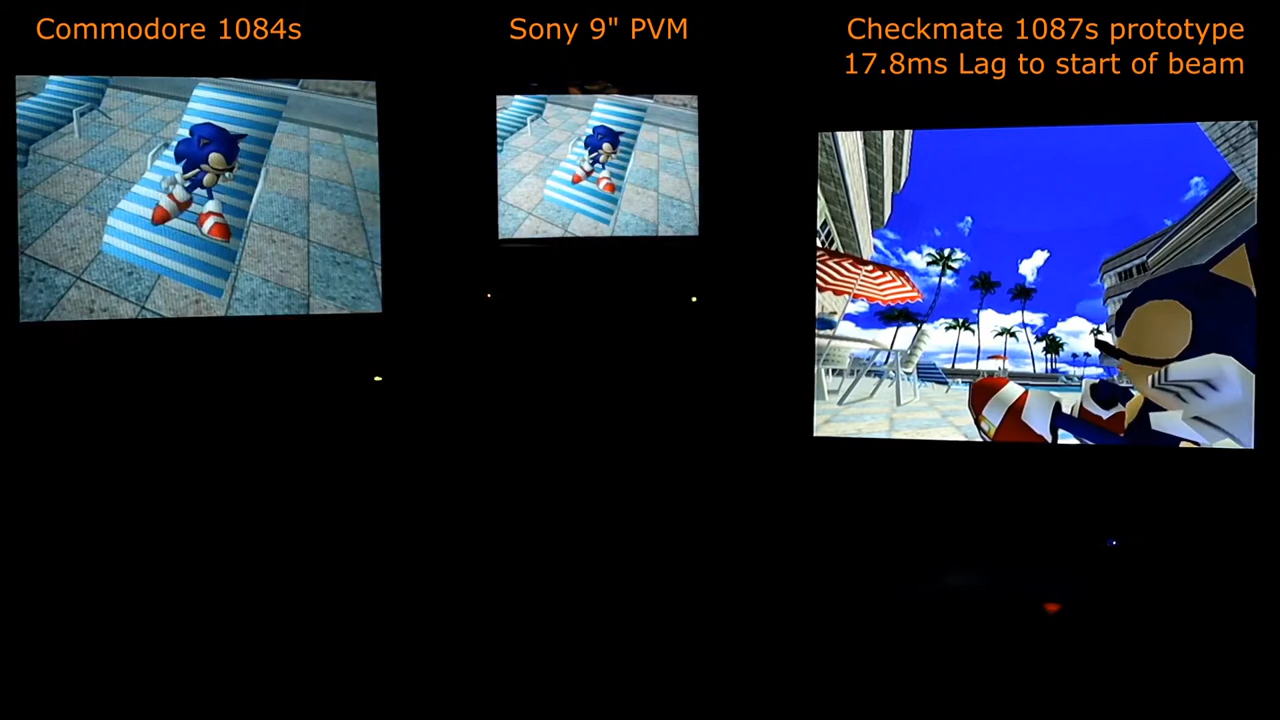 Commodore 1084s
Sony 9" PVM
Checkmate 1087s prototype
17.8ms Lag to start of beam